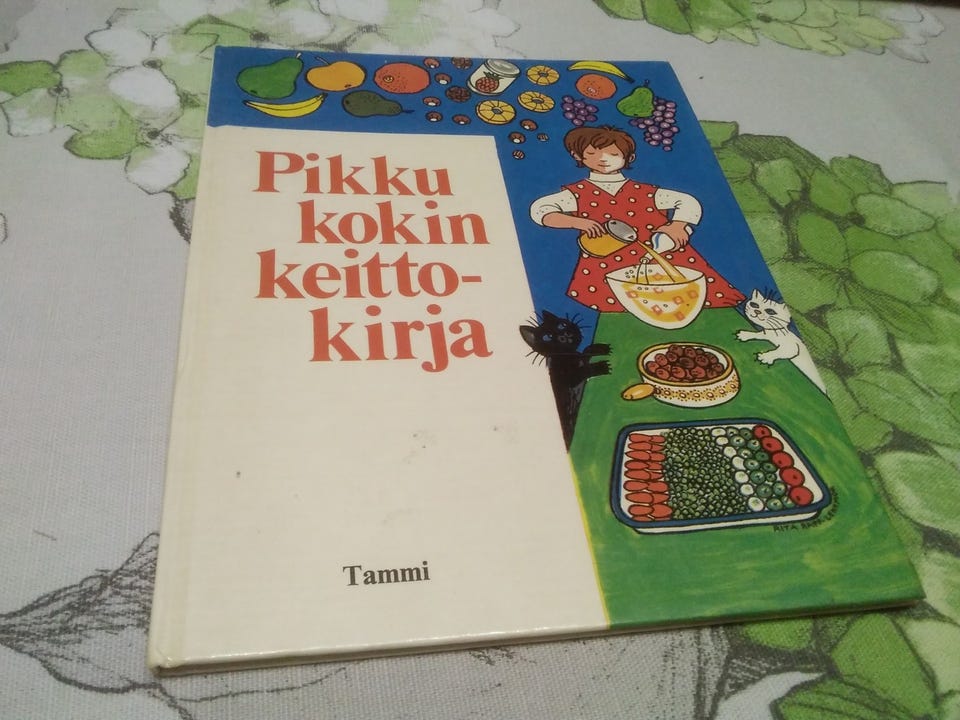 Pikku
kokin
keitto-
kirja
Tammi